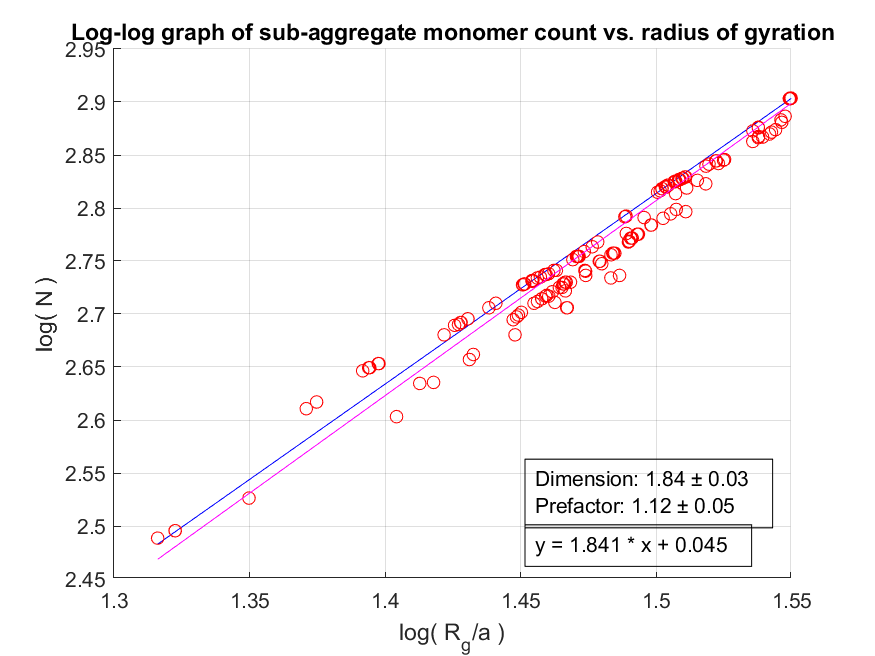 Log-log graph of sub-aggregate monomer count vs. radius of gyration
2.95
2.9
2.85
2.8
2.75
2.7
2.65
2.6
2.55
2.5
2.45
log( N )
Dimension: 1.84 ± 0.03
Prefactor: 1.12 ± 0.05
y = 1.841 * x + 0.045
1.3 1.35 1.4 1.45 1.5 1.55
log( R_g/a )